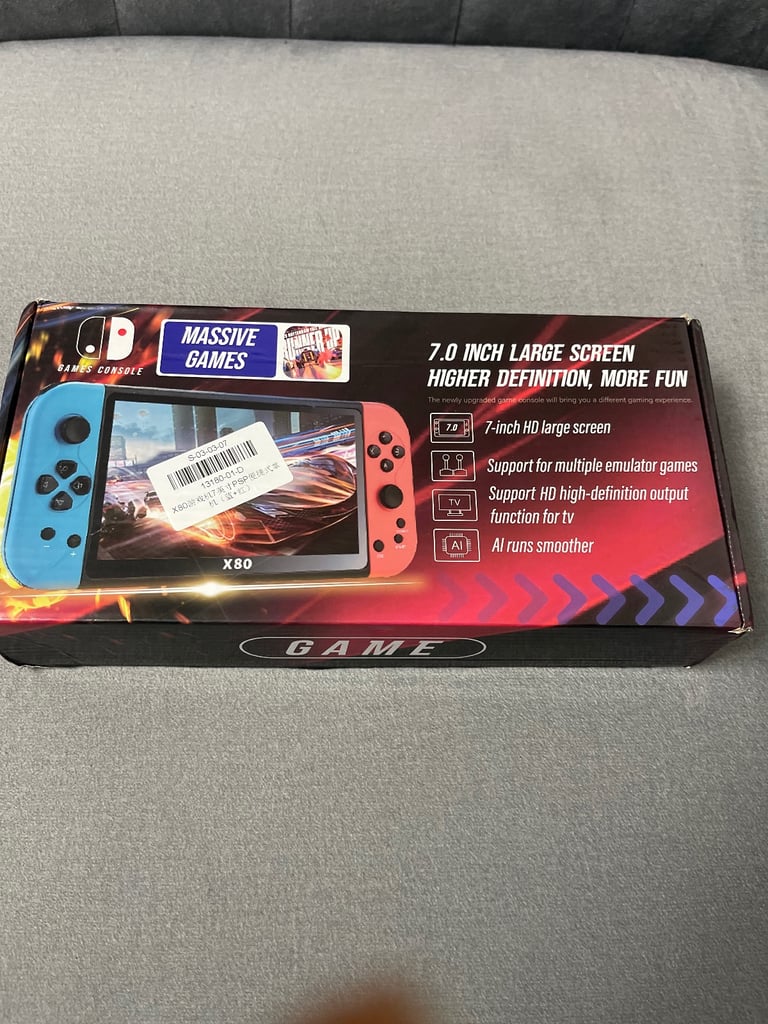 GAMES CONSOLE
MASSIVE
GAMES
7.0 INCH LARGE SCREEN
HIGHER DEFINITION, MORE FUN
The newly upgraded game console will bring you a different gaming experience.
7.0
7-inch HD large screen
Support for multiple emulator games
TV
Support HD high-definition output
function for tv
AI
AI runs smoother
S-03-03-07
13180-01-D
X80
GAME